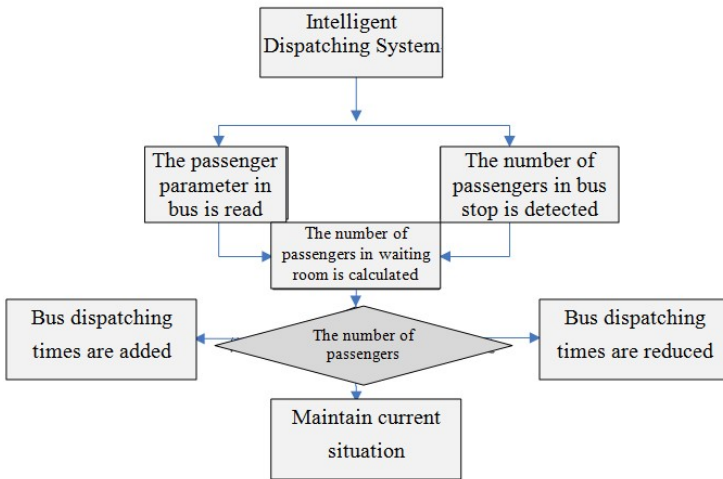 Intelligent
Dispatching System
The passenger
parameter in
bus is read
The number of
passengers in bus
stop is detected
The number of
passengers in waiting
room is calculated
Bus dispatching
times are added
The number of
passengers
Bus dispatching
times are reduced
Maintain current
situation